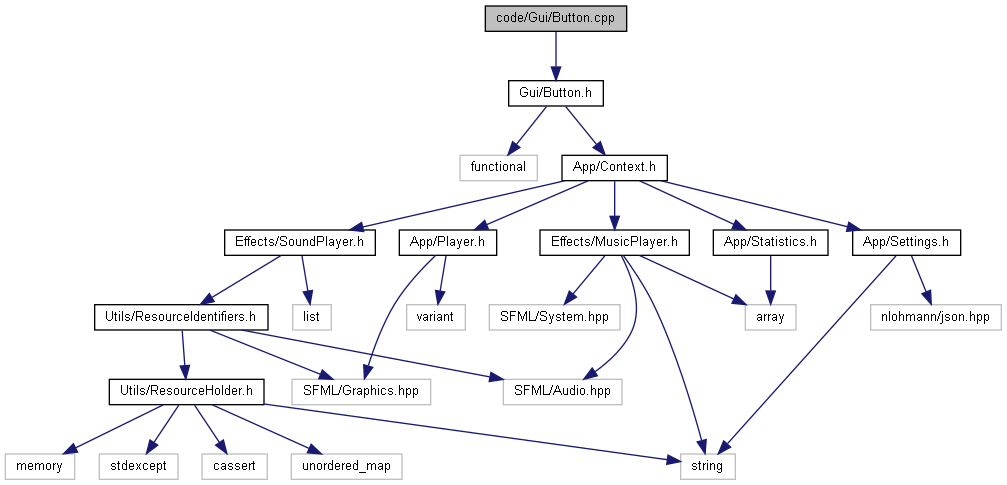 code/Gui/Button.cpp
Gui/Button.h
functional
App/Context.h
Effects/SoundPlayer.h
App/Player.h
Effects/MusicPlayer.h
App/Statistics.h
App/Settings.h
Utils/ResourceIdentifiers.h
list
variant
SFML/System.hpp
array
nlohmann/json.hpp
Utils/ResourceHolder.h
SFML/Graphics.hpp
SFML/Audio.hpp
memory
stdexcept
cassert
unordered_map
string